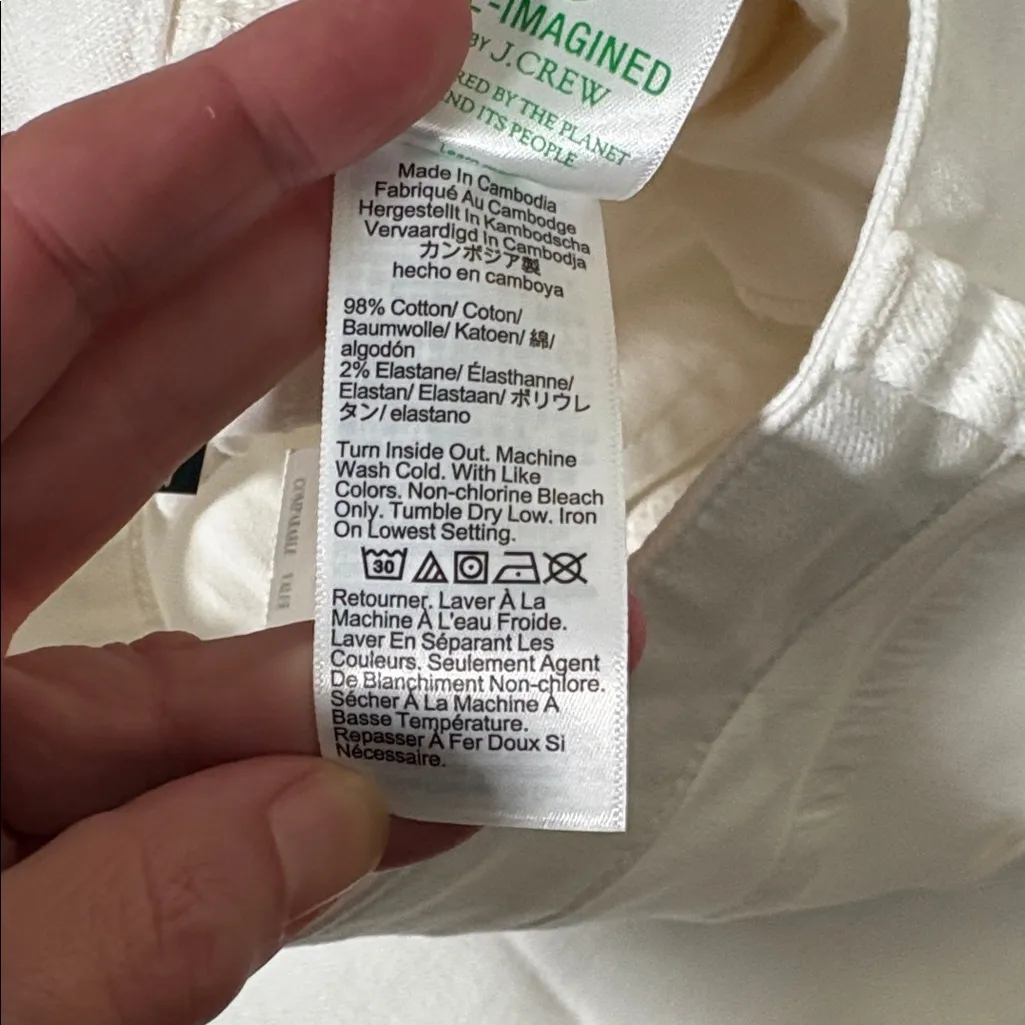 -IMAGINED
BY J.CREW
BY THE PLANET
ITS PEOPLE
Made In Cambodia
Fabriqué Au Cambodge
Hergestellt In Kambodscha
Vervaardigd In Cambodja
カンボジア製
hecho en camboya
98% Cotton/ Coton/
Baumwolle/ Katoen/ 綿/
algodón
2% Elastane/ Élasthanne/
Elastan/ Elastaan/ ポリウレ
タン/ elastano
Turn Inside Out. Machine
Wash Cold. With Like
Colors. Non-chlorine Bleach
Only. Tumble Dry Low. Iron
On Lowest Setting.
30
Retourner. Laver À La
Machine À L'eau Froide.
Laver En Séparant Les
Couleurs. Seulement Agent
De Blanchiment Non-chlore.
Sécher À La Machine À
Basse Température.
Repasser À Fer Doux Si
Nécessaire.